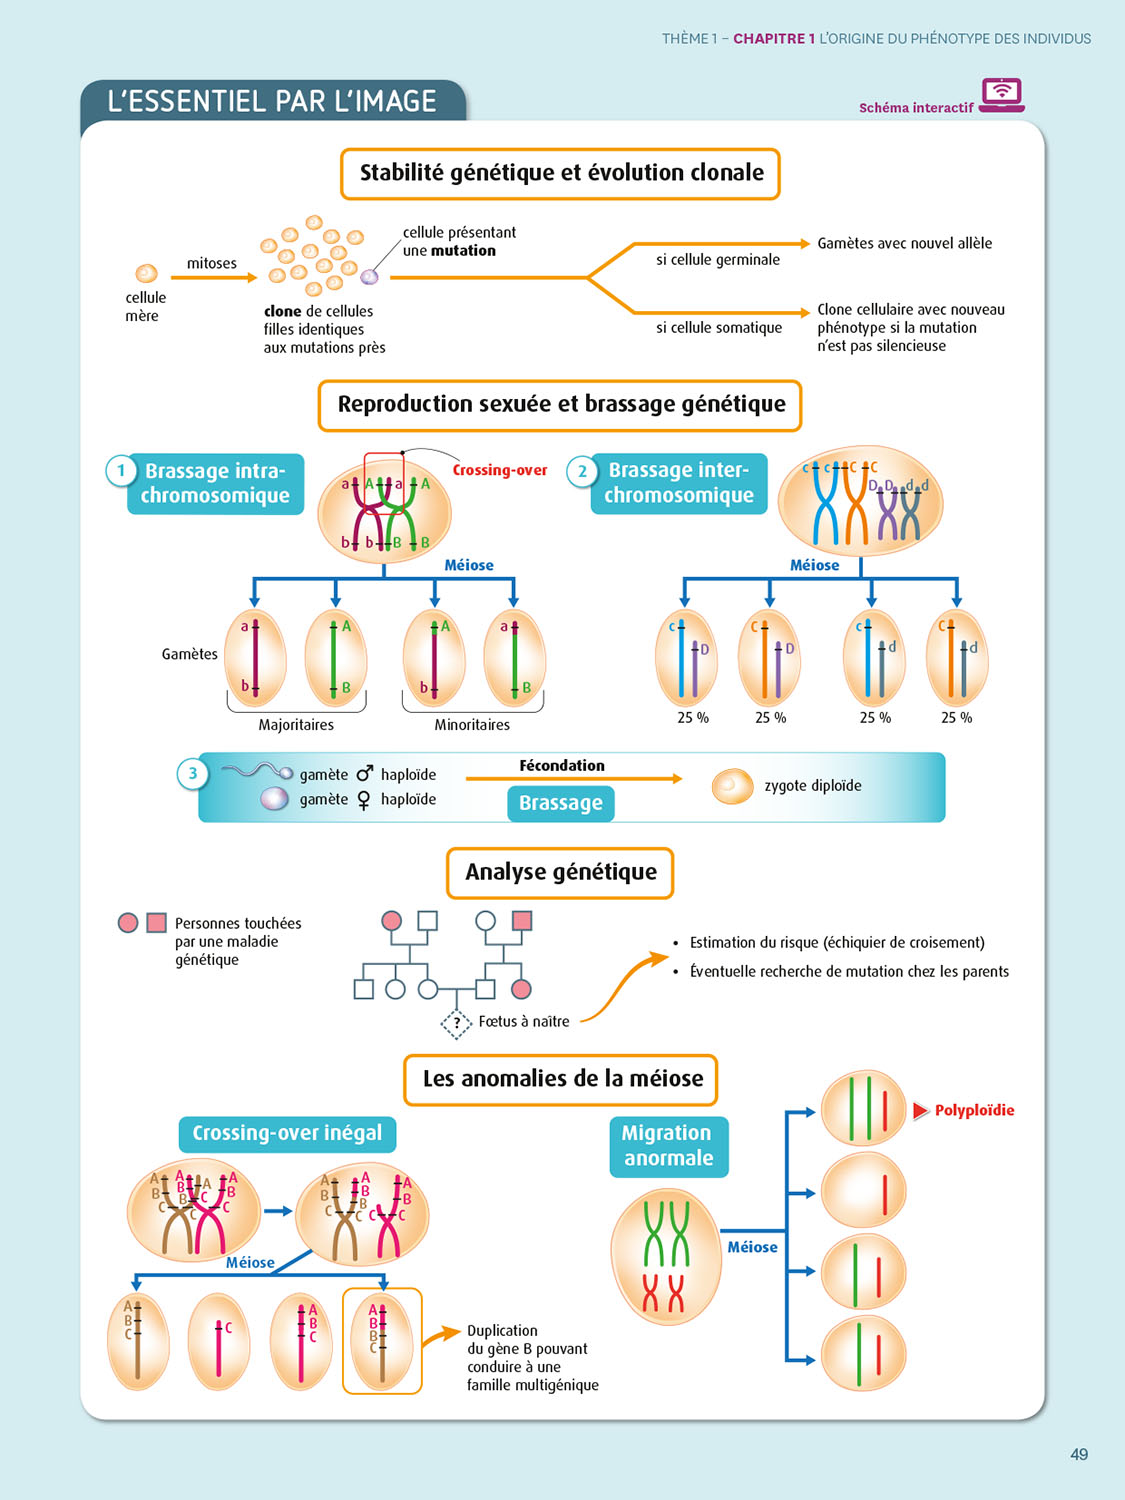 THÈME 1 – CHAPITRE 1 L'ORIGINE DU PHÉNOTYPE DES INDIVIDUS
L'ESSENTIEL PAR L'IMAGE
Schéma interactif
Stabilité génétique et évolution clonale
cellule
mère
mitoses
clone de cellules
filles identiques
aux mutations près
cellule présentant
une mutation
si cellule germinale
Gamètes avec nouvel allèle
si cellule somatique
Clone cellulaire avec nouveau
phénotype si la mutation
n'est pas silencieuse
Reproduction sexuée et brassage génétique
1 Brassage intra-
chromosomique
Crossing-over
a A a A
b b B B
Méiose
Gamètes
a A A a
b B b B
Majoritaires
Minoritaires
2 Brassage inter-
chromosomique
c c C C
D D d d
Méiose
c D C D c d C d
25 % 25 % 25 % 25 %
3
gamète ♂ haploïde
gamète ♀ haploïde
Fécondation
Brassage
zygote diploïde
Analyse génétique
Personnes touchées
par une maladie
génétique
? Fœtus à naître
• Estimation du risque (échiquier de croisement)
• Éventuelle recherche de mutation chez les parents
Les anomalies de la méiose
Crossing-over inégal
A A A A
B B B B
C C C
A A A
B B B B
C C C C
Méiose
A
B
C
C
A
B
C
A
B
B
C
Duplication
du gène B pouvant
conduire à une
famille multigénique
Migration
anormale
Méiose
Polyploïdie
49